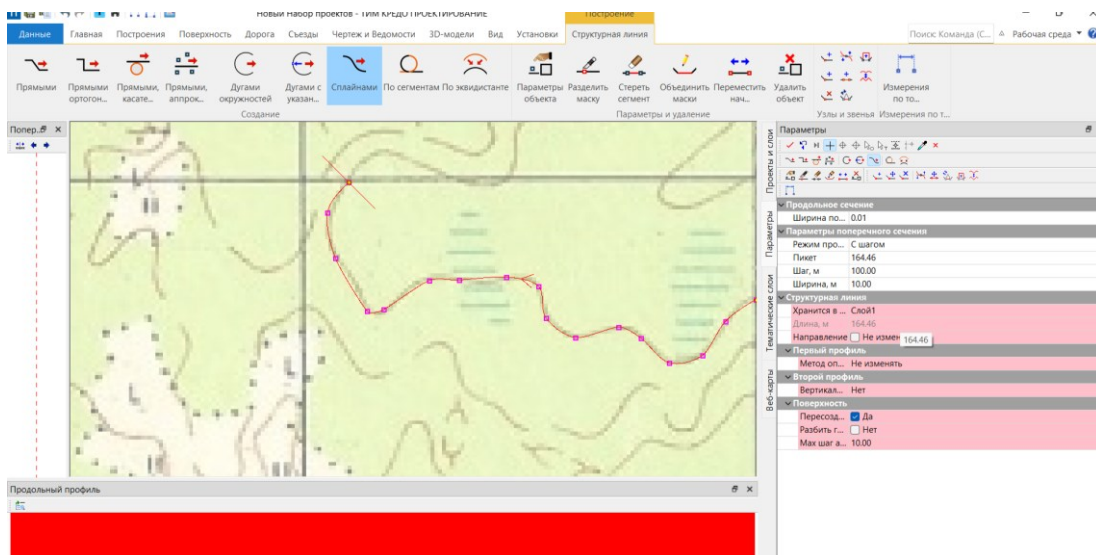 Новый Набор проектов - ТИМ КРЕДО ПРОЕКТИРОВАНИЕ
Построение
Данные Главная Построения Поверхность Дорога Съезды Чертеж и Ведомости 3D-модели Вид Установки Структурная линия Поиск: Команда (С... Рабочая среда
Прямыми Прямыми ортогон... Прямыми, касате... Прямыми, аппрок... Дугами окружностей Дугами с указан... Сплайнами По сегментам По эквидистанте Параметры объекта Разделить маску Стереть сегмент Объединить маски Переместить нач... Удалить объект Измерения по то...
Создание Параметры и удаление Узлы и звенья Измерения по т...
Попер..
Параметры
Проекты и слои
Параметры
Тематические слои
Веб-карты
Продольное сечение
Ширина по... 0.01
Параметры поперечного сечения
Режим про... С шагом
Пикет 164.46
Шаг, м 100.00
Ширина, м 10.00
Структурная линия
Хранится в ... Слой1
Длина, м 164.46
Направление Не измен 164.46
Первый профиль
Метод оп... Не изменять
Второй профиль
Вертикал... Нет
Поверхность
Пересозд... Да
Разбить г... Нет
Max шаг а... 10.00
Продольный профиль